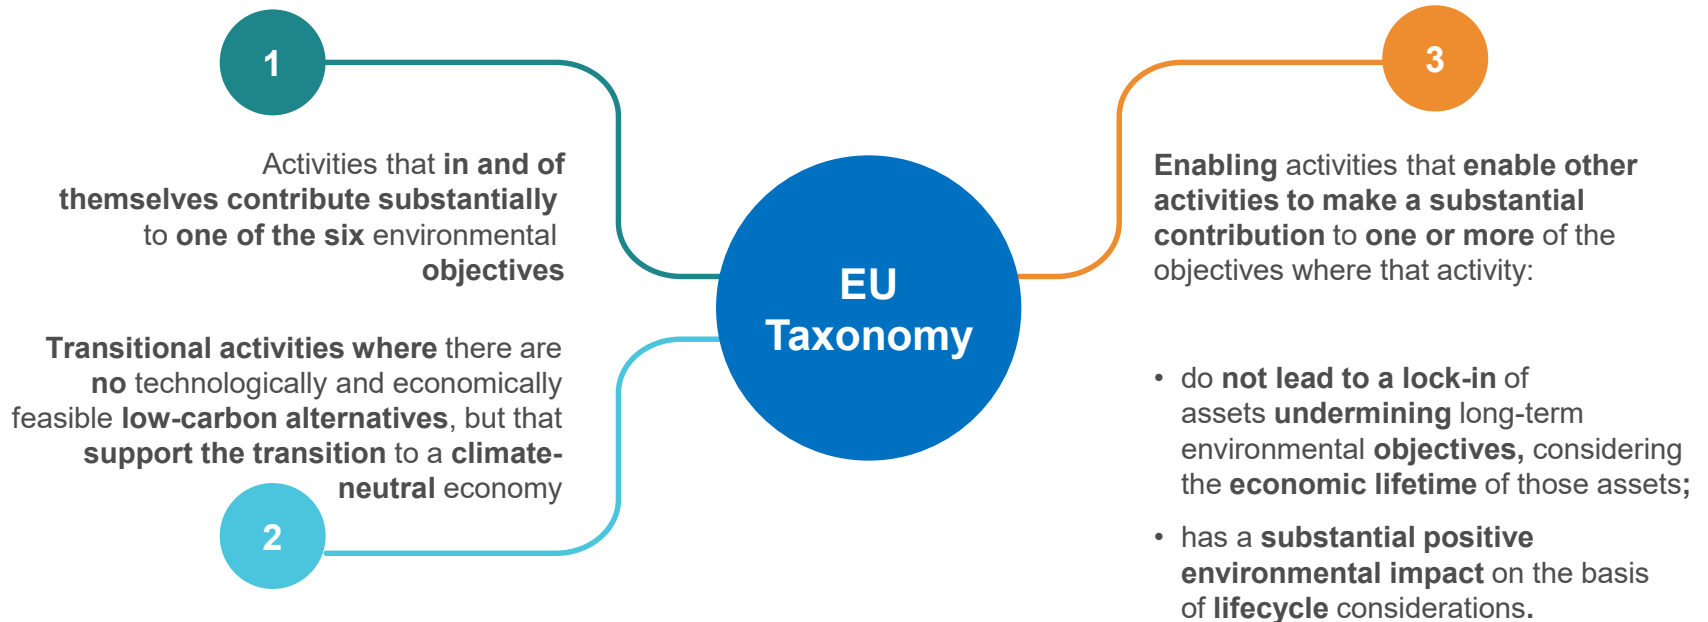 1
Activities that in and of
themselves contribute substantially
to one of the six environmental
objectives
Transitional activities where there are
no technologically and economically
feasible low-carbon alternatives, but that
support the transition to a climate-
neutral economy
2
EU
Taxonomy
3
Enabling activities that enable other
activities to make a substantial
contribution to one or more of the
objectives where that activity:
• do not lead to a lock-in of
assets undermining long-term
environmental objectives, considering
the economic lifetime of those assets;
• has a substantial positive
environmental impact on the basis
of lifecycle considerations.